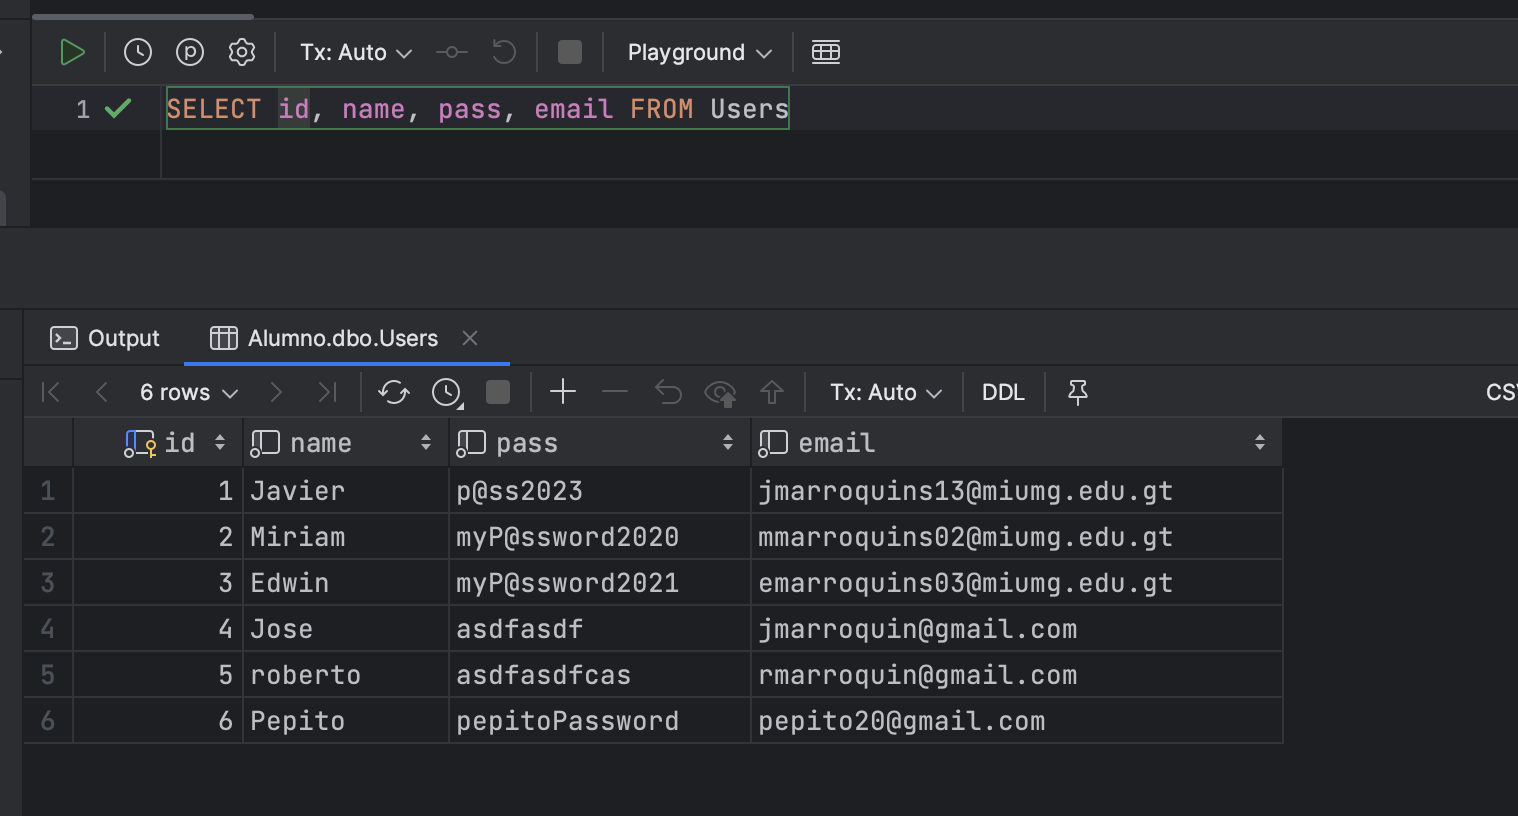 Tx: Auto Playground
1 SELECT id, name, pass, email FROM Users
Output Alumno.dbo.Users
6 rows Tx: Auto DDL
id name pass email
1 1 Javier p@ss2023 jmarroquins13@miumg.edu.gt
2 2 Miriam myP@ssword2020 mmarroquins02@miumg.edu.gt
3 3 Edwin myP@ssword2021 emarroquins03@miumg.edu.gt
4 4 Jose asdfasdf jmarroquin@gmail.com
5 5 roberto asdfasdfcas rmarroquin@gmail.com
6 6 Pepito pepitoPassword pepito20@gmail.com